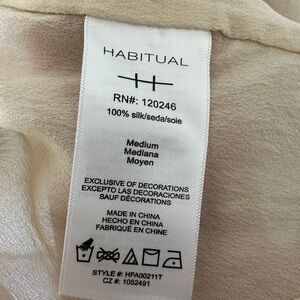 HABITUAL
RN#: 120246
100% silk/seda/soie
Medium
Mediana
Moyen
EXCLUSIVE OF DECORATIONS
EXCEPTO LAS DECORACIONES
SAUF DÉCORATIONS
MADE IN CHINA
HECHO EN CHINA
FABRIQUÉ EN CHINE
STYLE #: HFA00211T
CZ #: 1052491